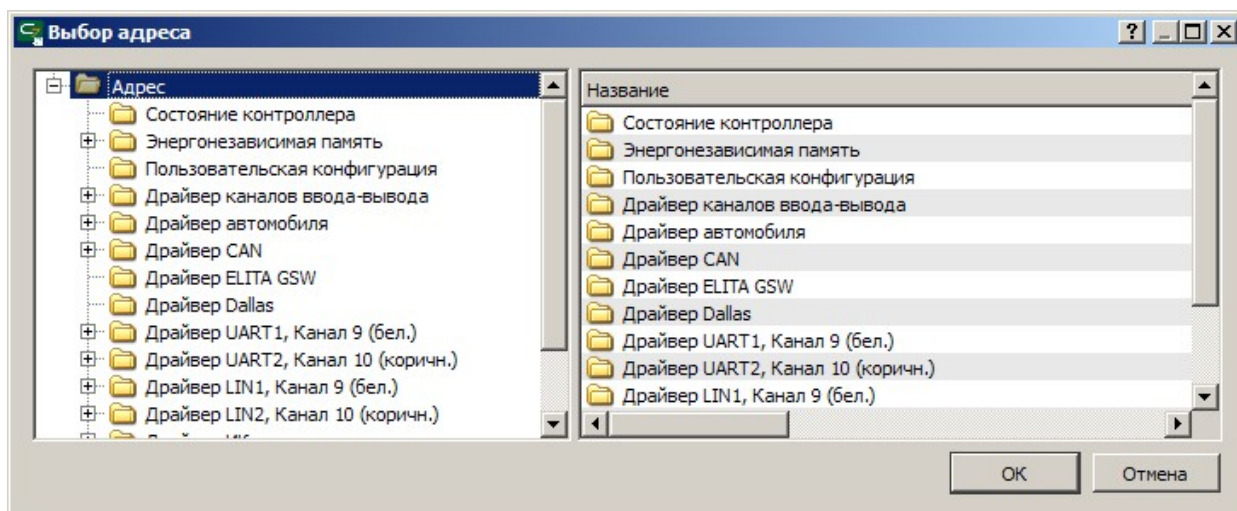 Выбор адреса
Адрес
Состояние контроллера
Энергонезависимая память
Пользовательская конфигурация
Драйвер каналов ввода-вывода
Драйвер автомобиля
Драйвер CAN
Драйвер ELITA GSW
Драйвер Dallas
Драйвер UART1, Канал 9 (бел.)
Драйвер UART2, Канал 10 (коричн.)
Драйвер LIN1, Канал 9 (бел.)
Драйвер LIN2, Канал 10 (коричн.)
Название
Состояние контроллера
Энергонезависимая память
Пользовательская конфигурация
Драйвер каналов ввода-вывода
Драйвер автомобиля
Драйвер CAN
Драйвер ELITA GSW
Драйвер Dallas
Драйвер UART1, Канал 9 (бел.)
Драйвер UART2, Канал 10 (коричн.)
Драйвер LIN1, Канал 9 (бел.)
OK
Отмена